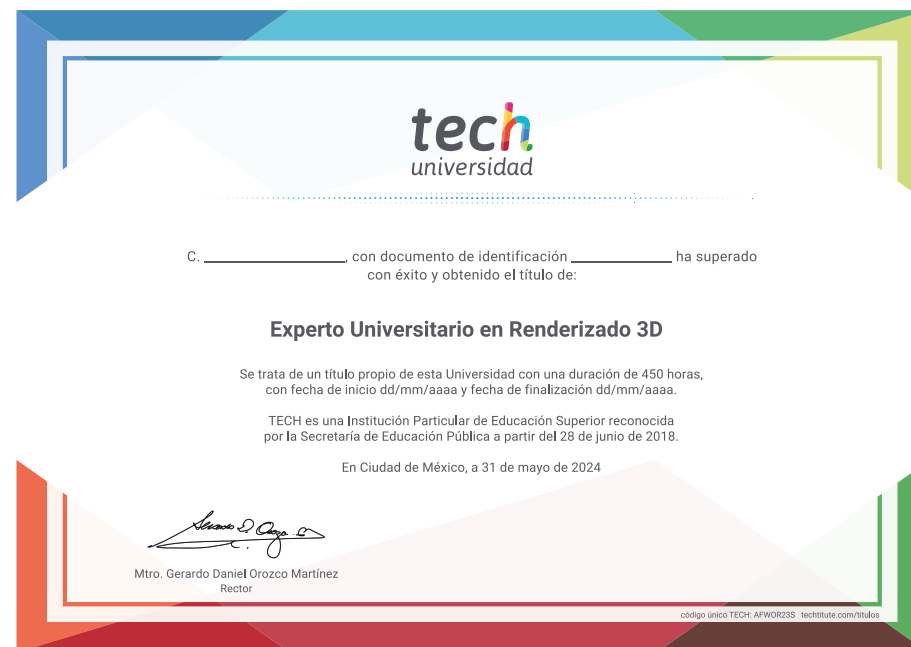 tech
universidad
C. ____________, con documento de identificación ____________ ha superado
con éxito y obtenido el título de:
Experto Universitario en Renderizado 3D
Se trata de un título propio de esta Universidad con una duración de 450 horas,
con fecha de inicio dd/mm/aaaa y fecha de finalización dd/mm/aaaa.
TECH es una Institución Particular de Educación Superior reconocida
por la Secretaría de Educación Pública a partir del 28 de junio de 2018.
En Ciudad de México, a 31 de mayo de 2024
Mtro. Gerardo Daniel Orozco Martínez
Rector
código único TECH: AFWOR23S techtitute.com/titulos